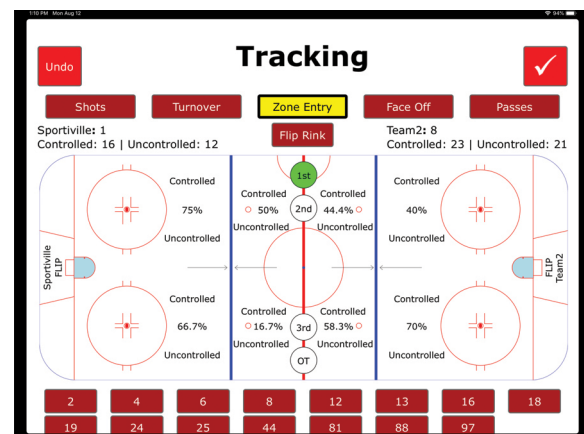 1:10 PM Mon Aug 12
94%
Tracking
Undo
Shots
Turnover
Zone Entry
Face Off
Passes
Sportiville: 1
Controlled: 16 | Uncontrolled: 12
Flip Rink
Team2: 8
Controlled: 23 | Uncontrolled: 21
1st
Controlled
75%
Uncontrolled
Controlled
50%
Uncontrolled
2nd
Controlled
44.4%
Uncontrolled
Controlled
40%
Uncontrolled
Sportiville
FLIP
FLIP
Team2
Controlled
66.7%
Uncontrolled
Controlled
16.7%
Uncontrolled
3rd
Controlled
58.3%
Uncontrolled
Controlled
70%
Uncontrolled
OT
2 4 6 8 12 13 16 18
19 24 25 44 81 88 97